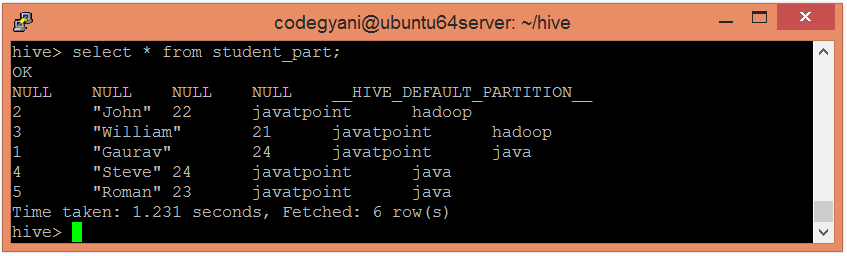 codegyani@ubuntu64server: ~/hive
hive> select * from student_part;
OK
NULL NULL NULL NULL __HIVE_DEFAULT_PARTITION__
2 "John" 22 javatpoint hadoop
3 "William" 21 javatpoint hadoop
1 "Gaurav" 24 javatpoint java
4 "Steve" 24 javatpoint java
5 "Roman" 23 javatpoint java
Time taken: 1.231 seconds, Fetched: 6 row(s)
hive>